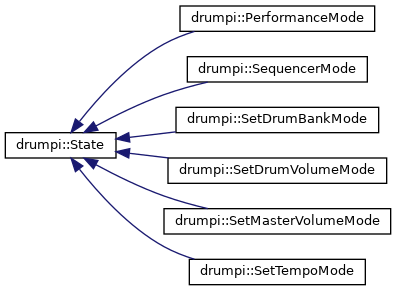 drumpi::PerformanceMode
drumpi::SequencerMode
drumpi::SetDrumBankMode
drumpi::State
drumpi::SetDrumVolumeMode
drumpi::SetMasterVolumeMode
drumpi::SetTempoMode